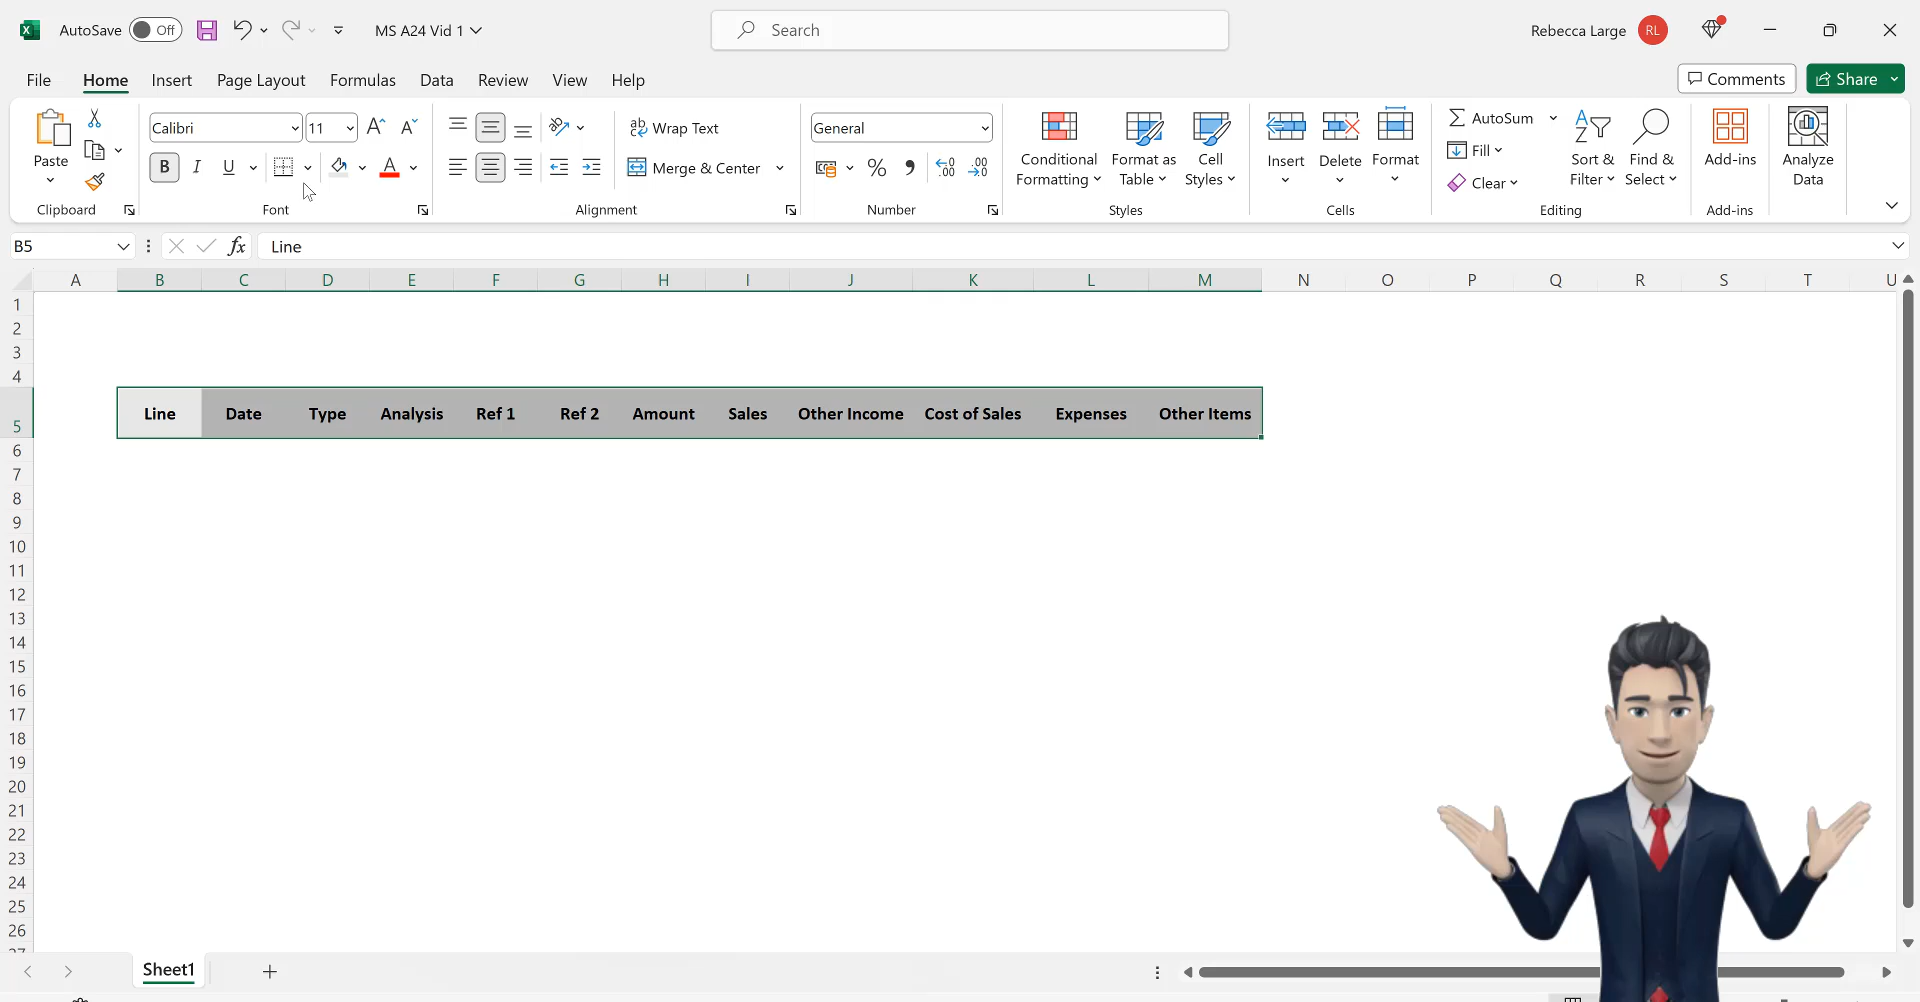 AutoSave Off MS A24 Vid 1 Search Rebecca Large RL
File Home Insert Page Layout Formulas Data Review View Help Comments Share
Calibri 11 Wrap Text General AutoSum
Paste B I U A Merge & Center % Conditional Formatting Format as Table Cell Styles Insert Delete Format Fill Clear Sort & Filter Find & Select Add-ins Analyze Data
Clipboard Font Alignment Number Styles Cells Editing Add-ins
B5 fx Line
A B C D E F G H I J K L M N O P Q R S T U
1
2
3
4
5 Line Date Type Analysis Ref 1 Ref 2 Amount Sales Other Income Cost of Sales Expenses Other Items
6
7
8
9
10
11
12
13
14
15
16
17
18
19
20
21
22
23
24
25
26
Sheet1